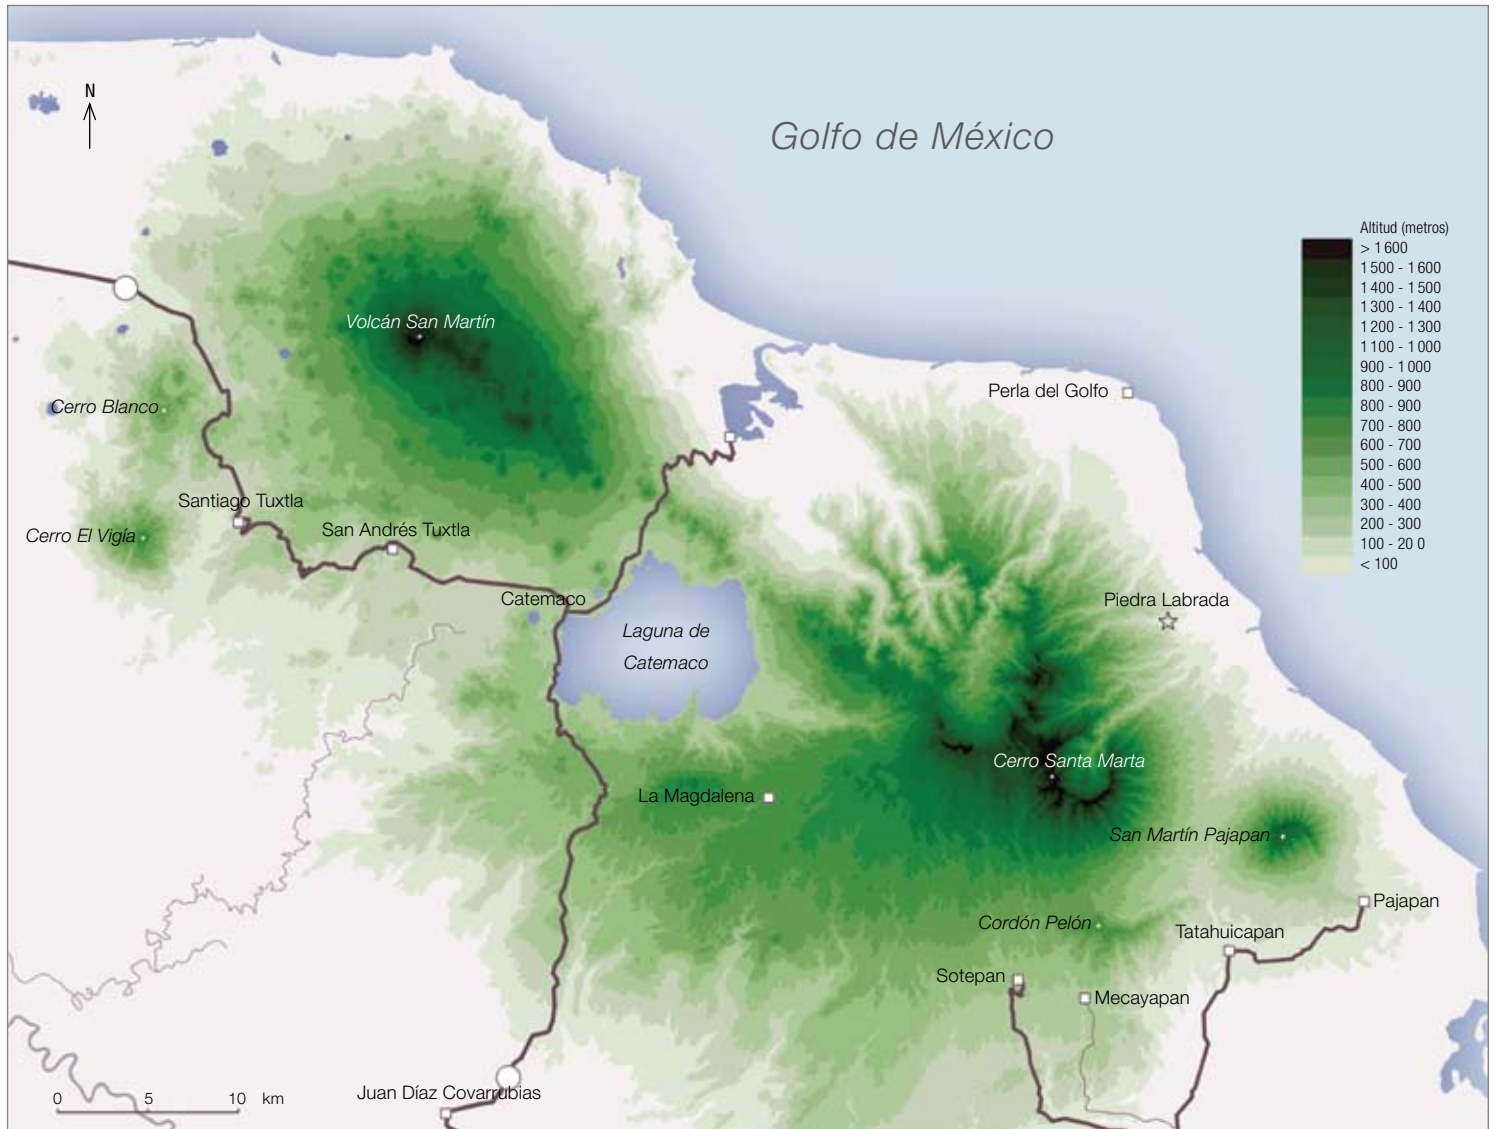 N
Golfo de México
Altitud (metros)
> 1 600
1 500 - 1 600
1 400 - 1 500
1 300 - 1 400
1 200 - 1 300
1 100 - 1 000
900 - 1 000
800 - 900
800 - 900
700 - 800
600 - 700
500 - 600
400 - 500
300 - 400
200 - 300
100 - 20 0
< 100
Volcán San Martín
Perla del Golfo
Cerro Blanco
Santiago Tuxtla
San Andrés Tuxtla
Cerro El Vigía
Catemaco
Piedra Labrada
Laguna de
Catemaco
Cerro Santa Marta
La Magdalena
San Martín Pajapan
Pajapan
Cordón Pelón
Tatahuicapan
Sotepan
Mecayapan
Juan Díaz Covarrubias
0 5 10 km